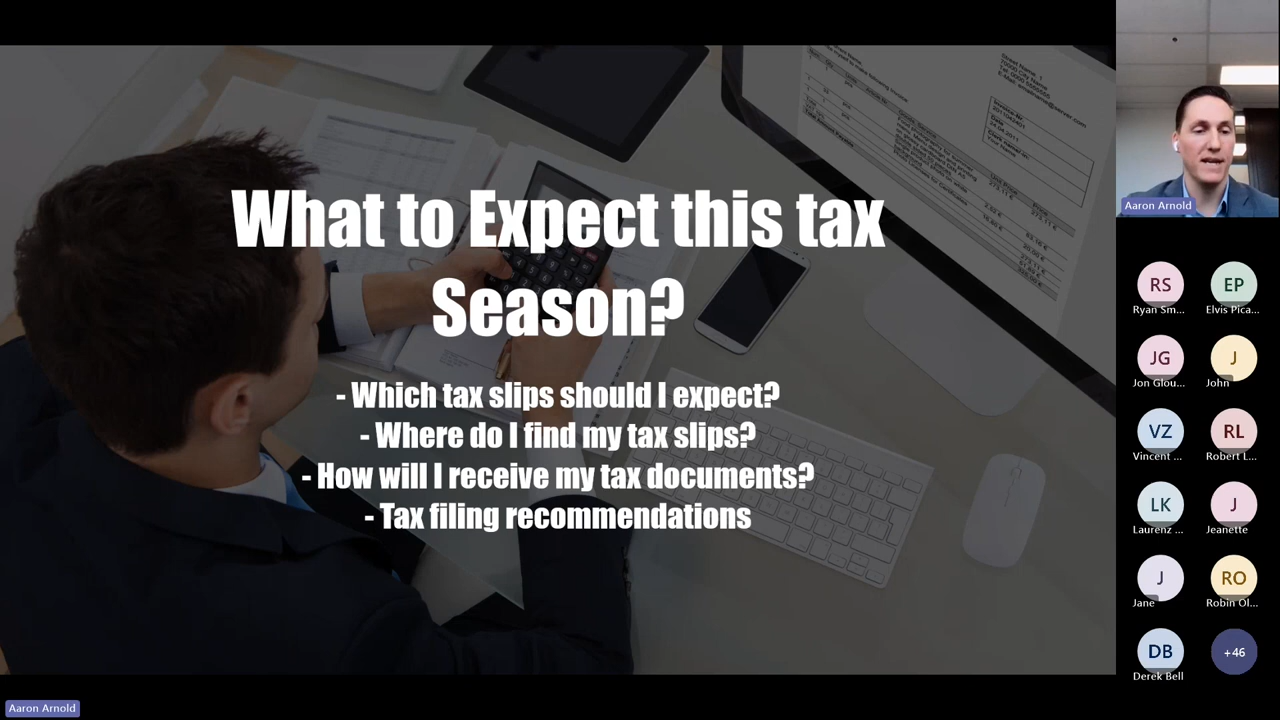 What to Expect this tax
Season?
- Which tax slips should I expect?
- Where do I find my tax slips?
- How will I receive my tax documents?
- Tax filing recommendations
Aaron Arnold
Aaron Arnold
RS
Ryan Sm...
EP
Elvis Pica...
JG
Jon Glou...
J
John
VZ
Vincent ...
RL
Robert L...
LK
Laurenz ...
J
Jeanette
J
Jane
RO
Robin Ol...
DB
Derek Bell
+46